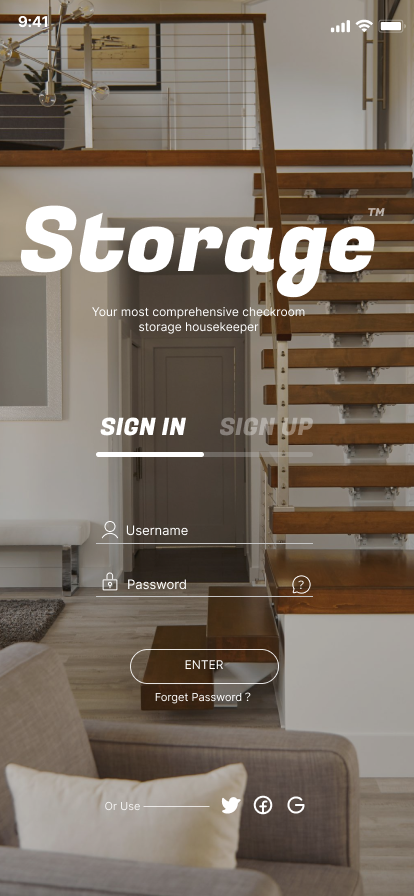 9:41
Storage™
Your most comprehensive checkroom
storage housekeeper
SIGN IN SIGN UP
Username
Password ?
ENTER
Forget Password ?
Or Use